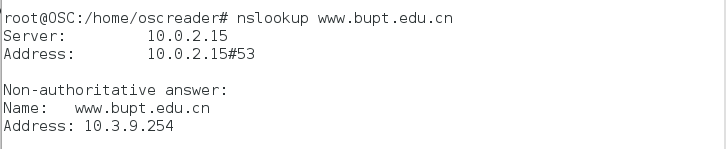 root@OSC:/home/oscreader# nslookup www.bupt.edu.cn
Server:         10.0.2.15
Address:        10.0.2.15#53

Non-authoritative answer:
Name:   www.bupt.edu.cn
Address: 10.3.9.254